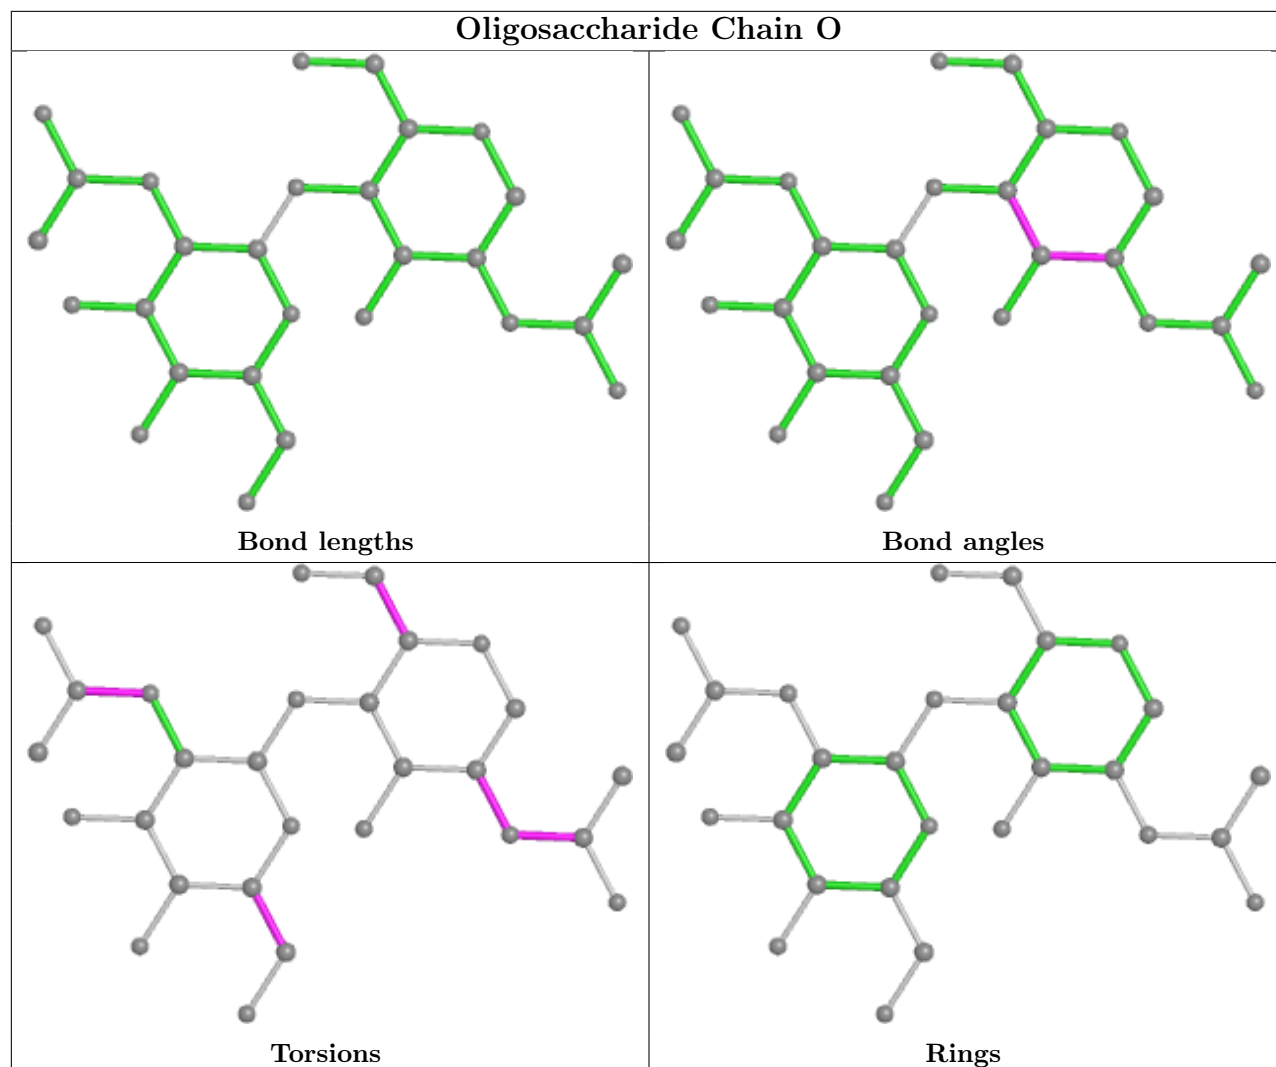 Oligosaccharide Chain O
Bond lengths
Bond angles
Torsions
Rings